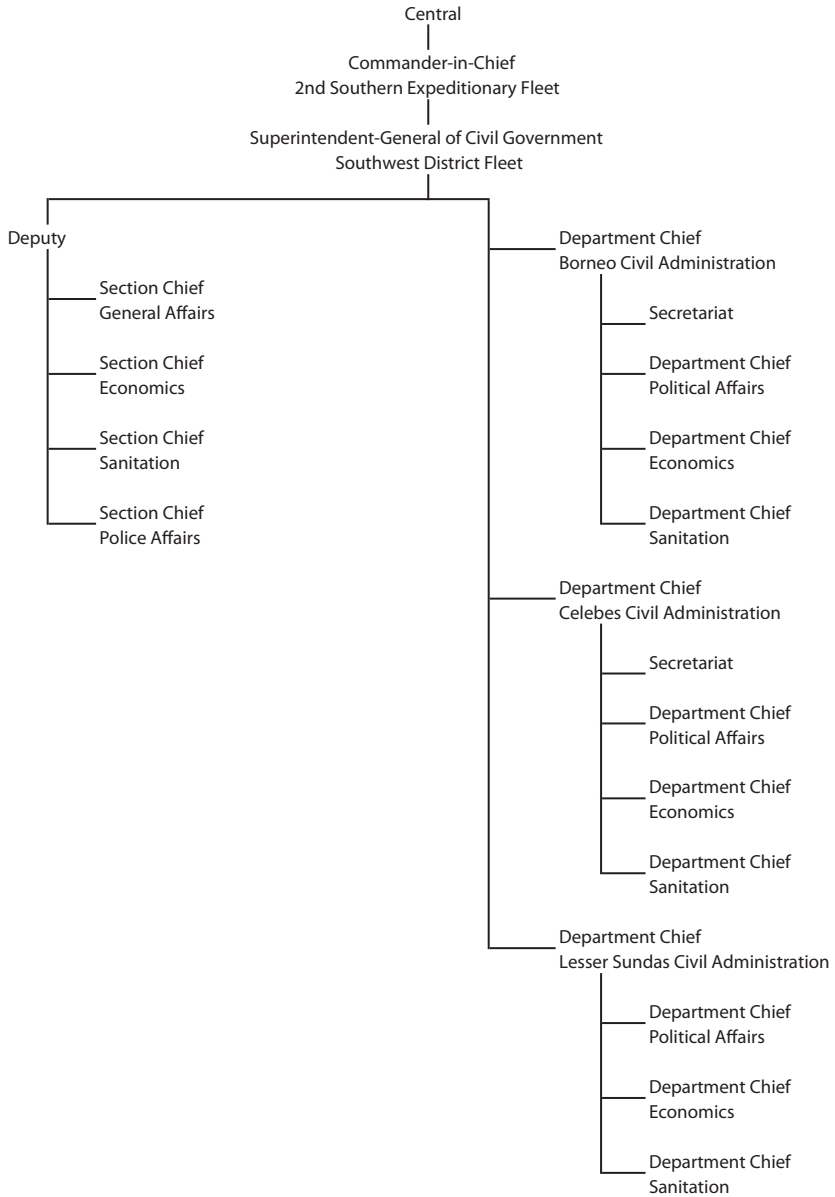 Central
Commander-in-Chief
2nd Southern Expeditionary Fleet
Superintendent-General of Civil Government
Southwest District Fleet
Deputy
Section Chief
General Affairs
Section Chief
Economics
Section Chief
Sanitation
Section Chief
Police Affairs
Department Chief
Borneo Civil Administration
Secretariat
Department Chief
Political Affairs
Department Chief
Economics
Department Chief
Sanitation
Department Chief
Celebes Civil Administration
Secretariat
Department Chief
Political Affairs
Department Chief
Economics
Department Chief
Sanitation
Department Chief
Lesser Sundas Civil Administration
Department Chief
Political Affairs
Department Chief
Economics
Department Chief
Sanitation